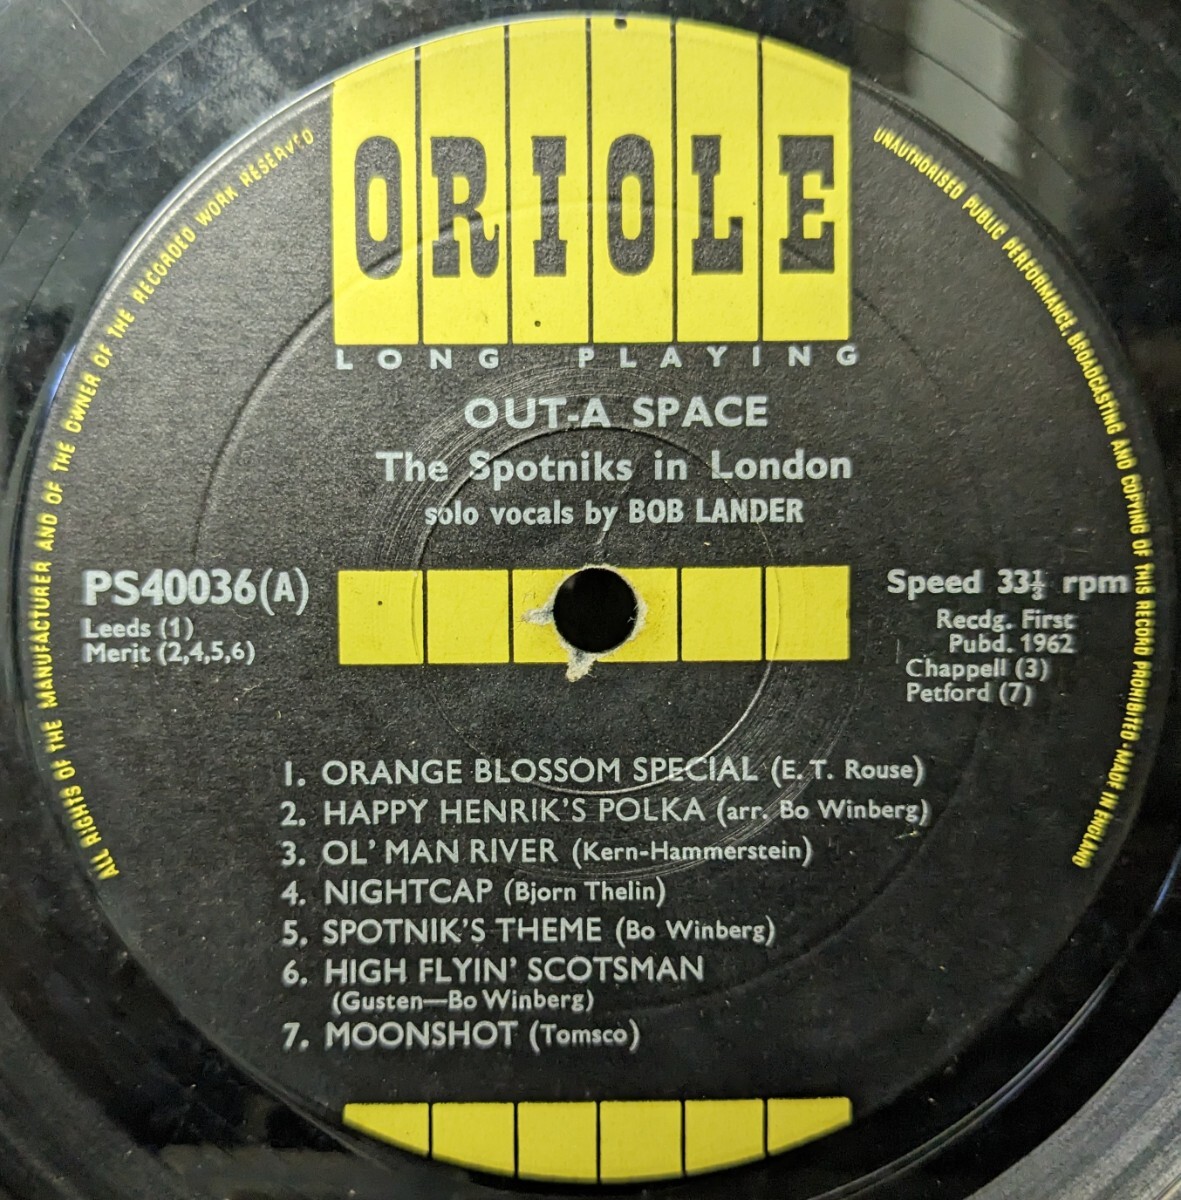 ORIOLE
LONG PLAYING
OUT-A SPACE
The Spotniks in London
solo vocals by BOB LANDER
PS40036(A)
Leeds (1)
Merit (2,4,5,6)
Speed 33⅓ rpm
Recdg. First
Pubd. 1962
Chappell (3)
Petford (7)
1. ORANGE BLOSSOM SPECIAL (E. T. Rouse)
2. HAPPY HENRIK'S POLKA (arr. Bo Winberg)
3. OL' MAN RIVER (Kern-Hammerstein)
4. NIGHTCAP (Bjorn Thelin)
5. SPOTNIK'S THEME (Bo Winberg)
6. HIGH FLYIN' SCOTSMAN
(Gusten—Bo Winberg)
7. MOONSHOT (Tomsco)
ALL RIGHTS OF THE MANUFACTURER AND OF THE OWNER OF THE RECORDED WORK RESERVED
UNAUTHORISED PUBLIC PERFORMANCE, BROADCASTING AND COPYING OF THIS RECORD PROHIBITED · MADE IN ENGLAND